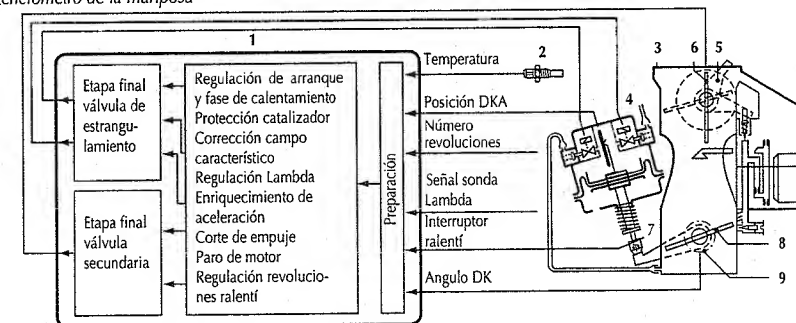 de la mariposa
1
Etapa final
válvula de
estrangu-
lamiento
Etapa final
válvula
secundaria
Regulación de arranque
y fase de calentamiento
Protección catalizador
Corrección campo
característico
Regulación Lambda
Enriquecimiento de
aceleración
Corte de empuje
Paro de motor
Regulación revolucio-
nes ralentí
Preparación
Temperatura
Posición DKA
Número
revoluciones
Señal sonda
Lambda
Interruptor
ralentí
Angulo DK
2
3
6
5
4
7
8
9